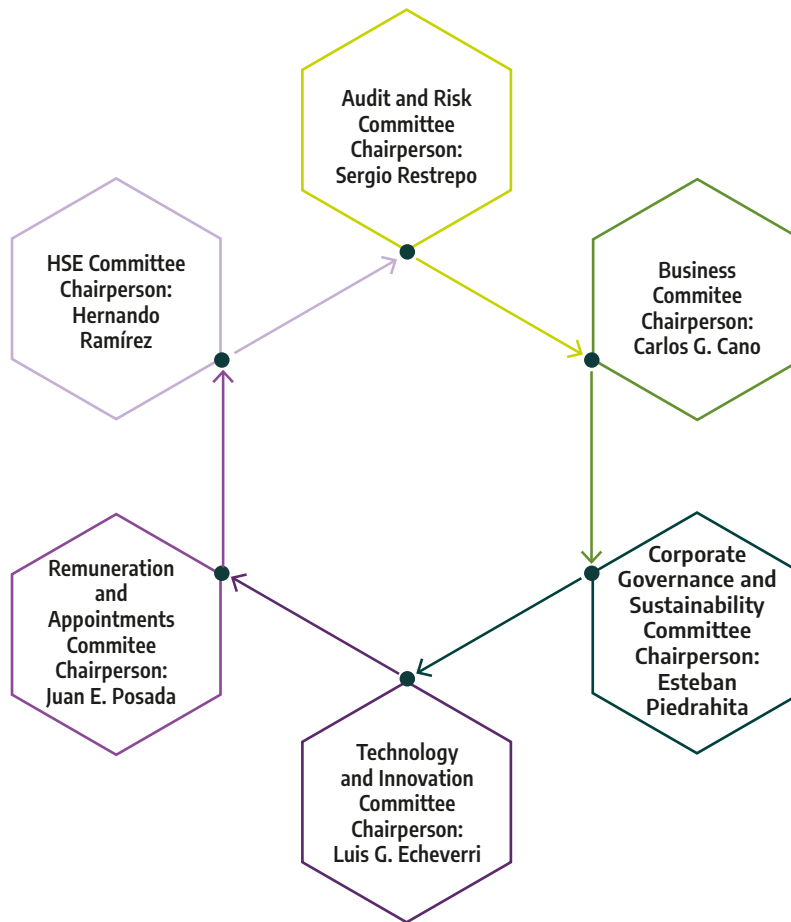 Audit and Risk
Committee
Chairperson:
Sergio Restrepo
Business
Commitee
Chairperson:
Carlos G. Cano
Corporate
Governance and
Sustainability
Committee
Chairperson:
Esteban
Piedrahita
Technology
and Innovation
Committee
Chairperson:
Luis G. Echeverri
Remuneration
and
Appointments
Commitee
Chairperson:
Juan E. Posada
HSE Committee
Chairperson:
Hernando
Ramírez